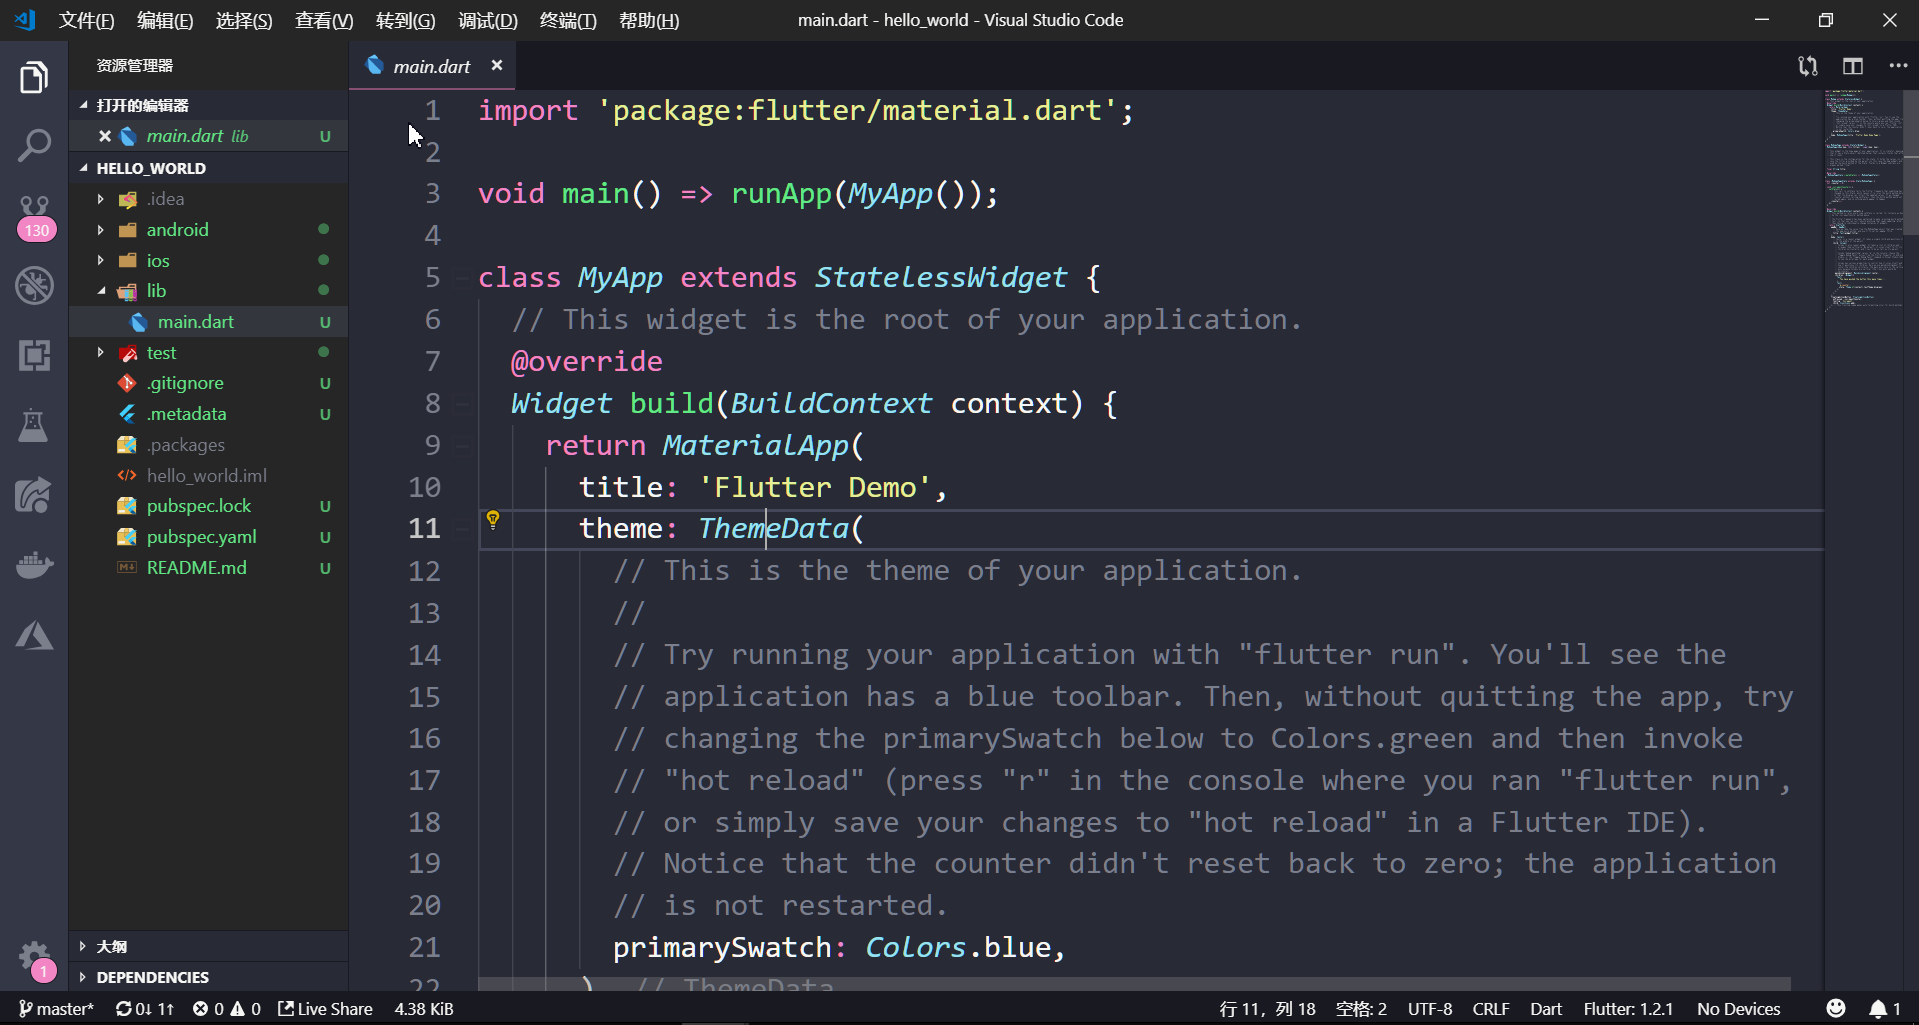 文件(F) 编辑(E) 选择(S) 查看(V) 转到(G) 调试(D) 终端(T) 帮助(H) main.dart - hello_world - Visual Studio Code
资源管理器
打开的编辑器
main.dart lib U
HELLO_WORLD
.idea
android
ios
lib
main.dart U
test
.gitignore U
.metadata U
.packages
hello_world.iml
pubspec.lock U
pubspec.yaml U
README.md U
大纲
DEPENDENCIES
130
1
main.dart
1 import 'package:flutter/material.dart';
2
3 void main() => runApp(MyApp());
4
5 class MyApp extends StatelessWidget {
6 // This widget is the root of your application.
7 @override
8 Widget build(BuildContext context) {
9 return MaterialApp(
10 title: 'Flutter Demo',
11 theme: ThemeData(
12 // This is the theme of your application.
13 //
14 // Try running your application with "flutter run". You'll see the
15 // application has a blue toolbar. Then, without quitting the app, try
16 // changing the primarySwatch below to Colors.green and then invoke
17 // "hot reload" (press "r" in the console where you ran "flutter run",
18 // or simply save your changes to "hot reload" in a Flutter IDE).
19 // Notice that the counter didn't reset back to zero; the application
20 // is not restarted.
21 primarySwatch: Colors.blue,
22 ) // ThemeData
master* 0↓ 1↑ 0 0 Live Share 4.38 KiB 行 11，列 18 空格: 2 UTF-8 CRLF Dart Flutter: 1.2.1 No Devices 1